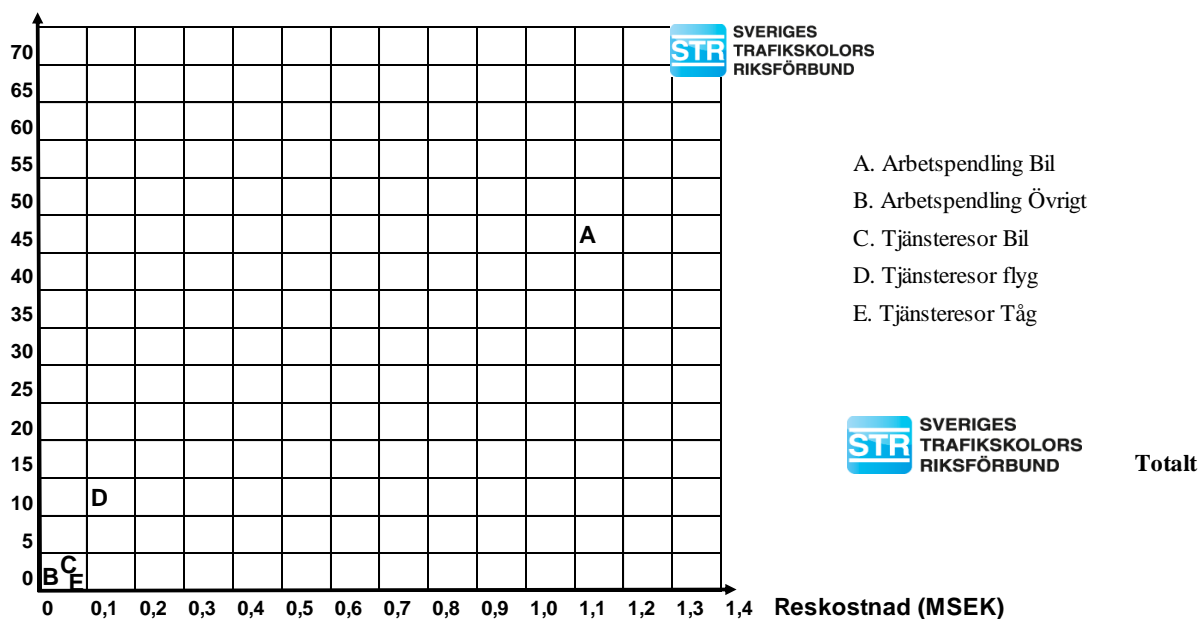 STR
SVERIGES
TRAFIKSKOLORS
RIKSFÖRBUND
70
65
60
55
50
45
40
35
30
25
20
15
10
5
0
A
D
B
C
E
0 0,1 0,2 0,3 0,4 0,5 0,6 0,7 0,8 0,9 1,0 1,1 1,2 1,3 1,4 Reskostnad (MSEK)
A. Arbetspendling Bil
B. Arbetspendling Övrigt
C. Tjänsteresor Bil
D. Tjänsteresor flyg
E. Tjänsteresor Tåg
STR
SVERIGES
TRAFIKSKOLORS
RIKSFÖRBUND
Totalt